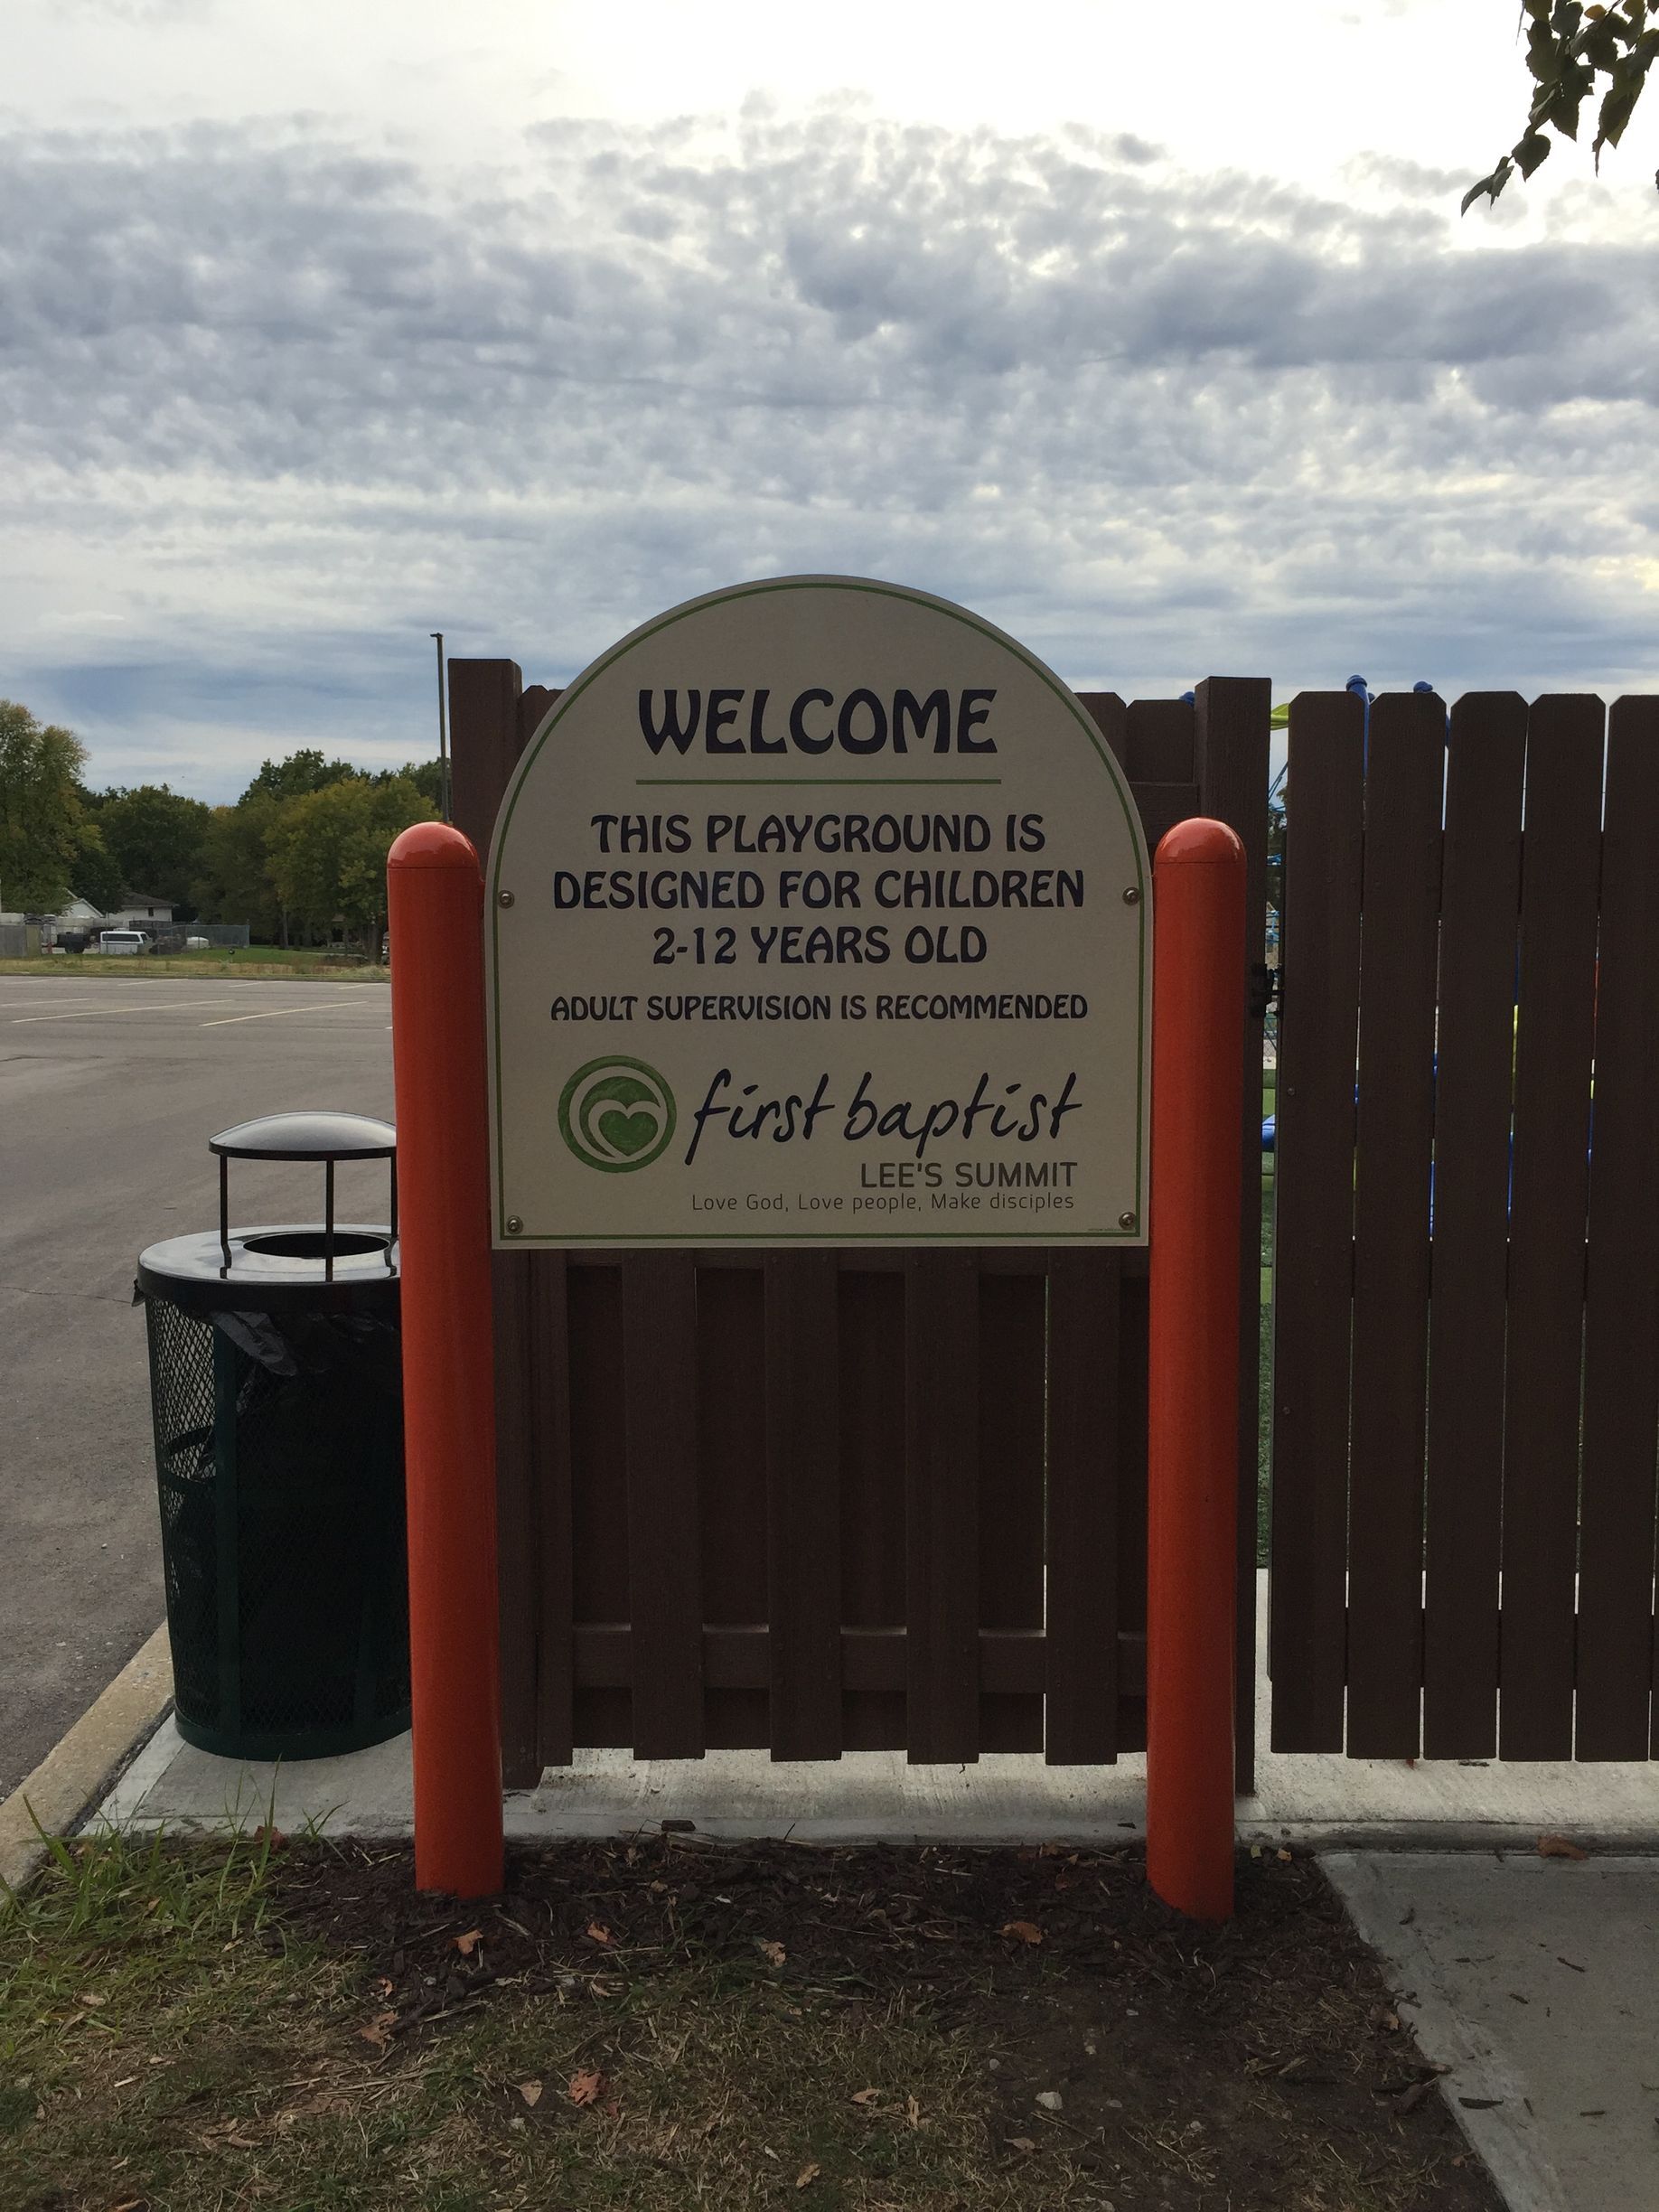 WELCOME
THIS PLAYGROUND IS
DESIGNED FOR CHILDREN
2-12 YEARS OLD
ADULT SUPERVISION IS RECOMMENDED
first baptist
LEE'S SUMMIT
Love God, Love people, Make disciples